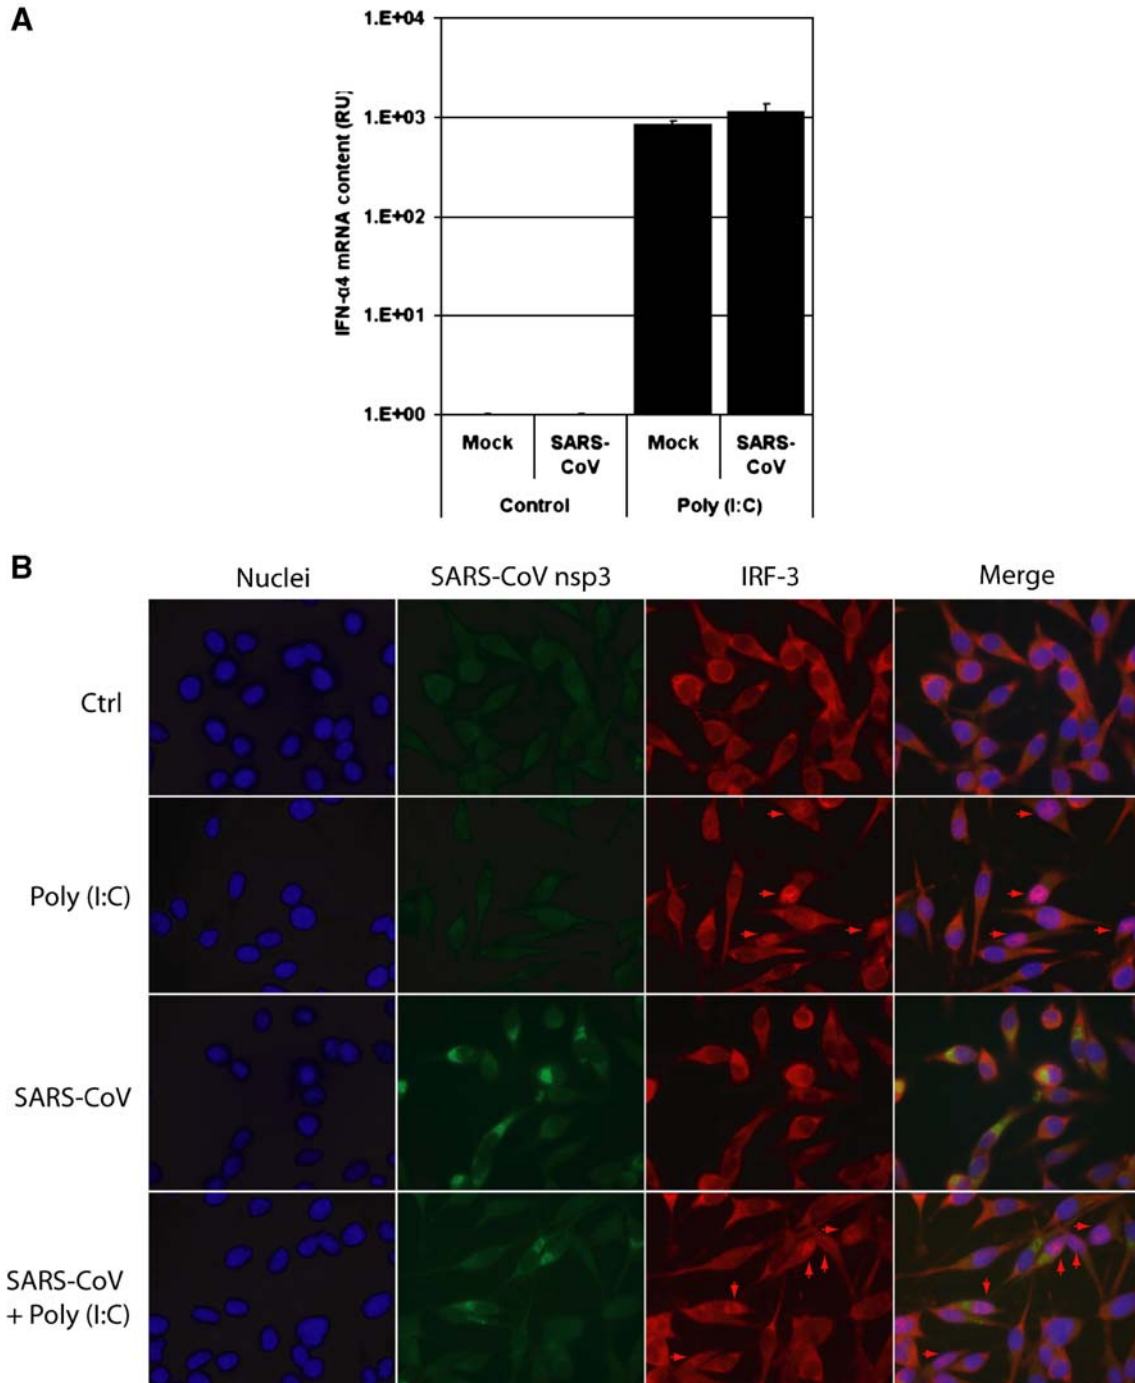 A
1.E+04
1.E+03
1.E+02
1.E+01
1.E+00
IFN-α4 mRNA content (RU)
Mock
SARS-
CoV
Mock
SARS-
CoV
Control
Poly (I:C)
B
Nuclei
SARS-CoV nsp3
IRF-3
Merge
Ctrl
Poly (I:C)
SARS-CoV
SARS-CoV
+ Poly (I:C)